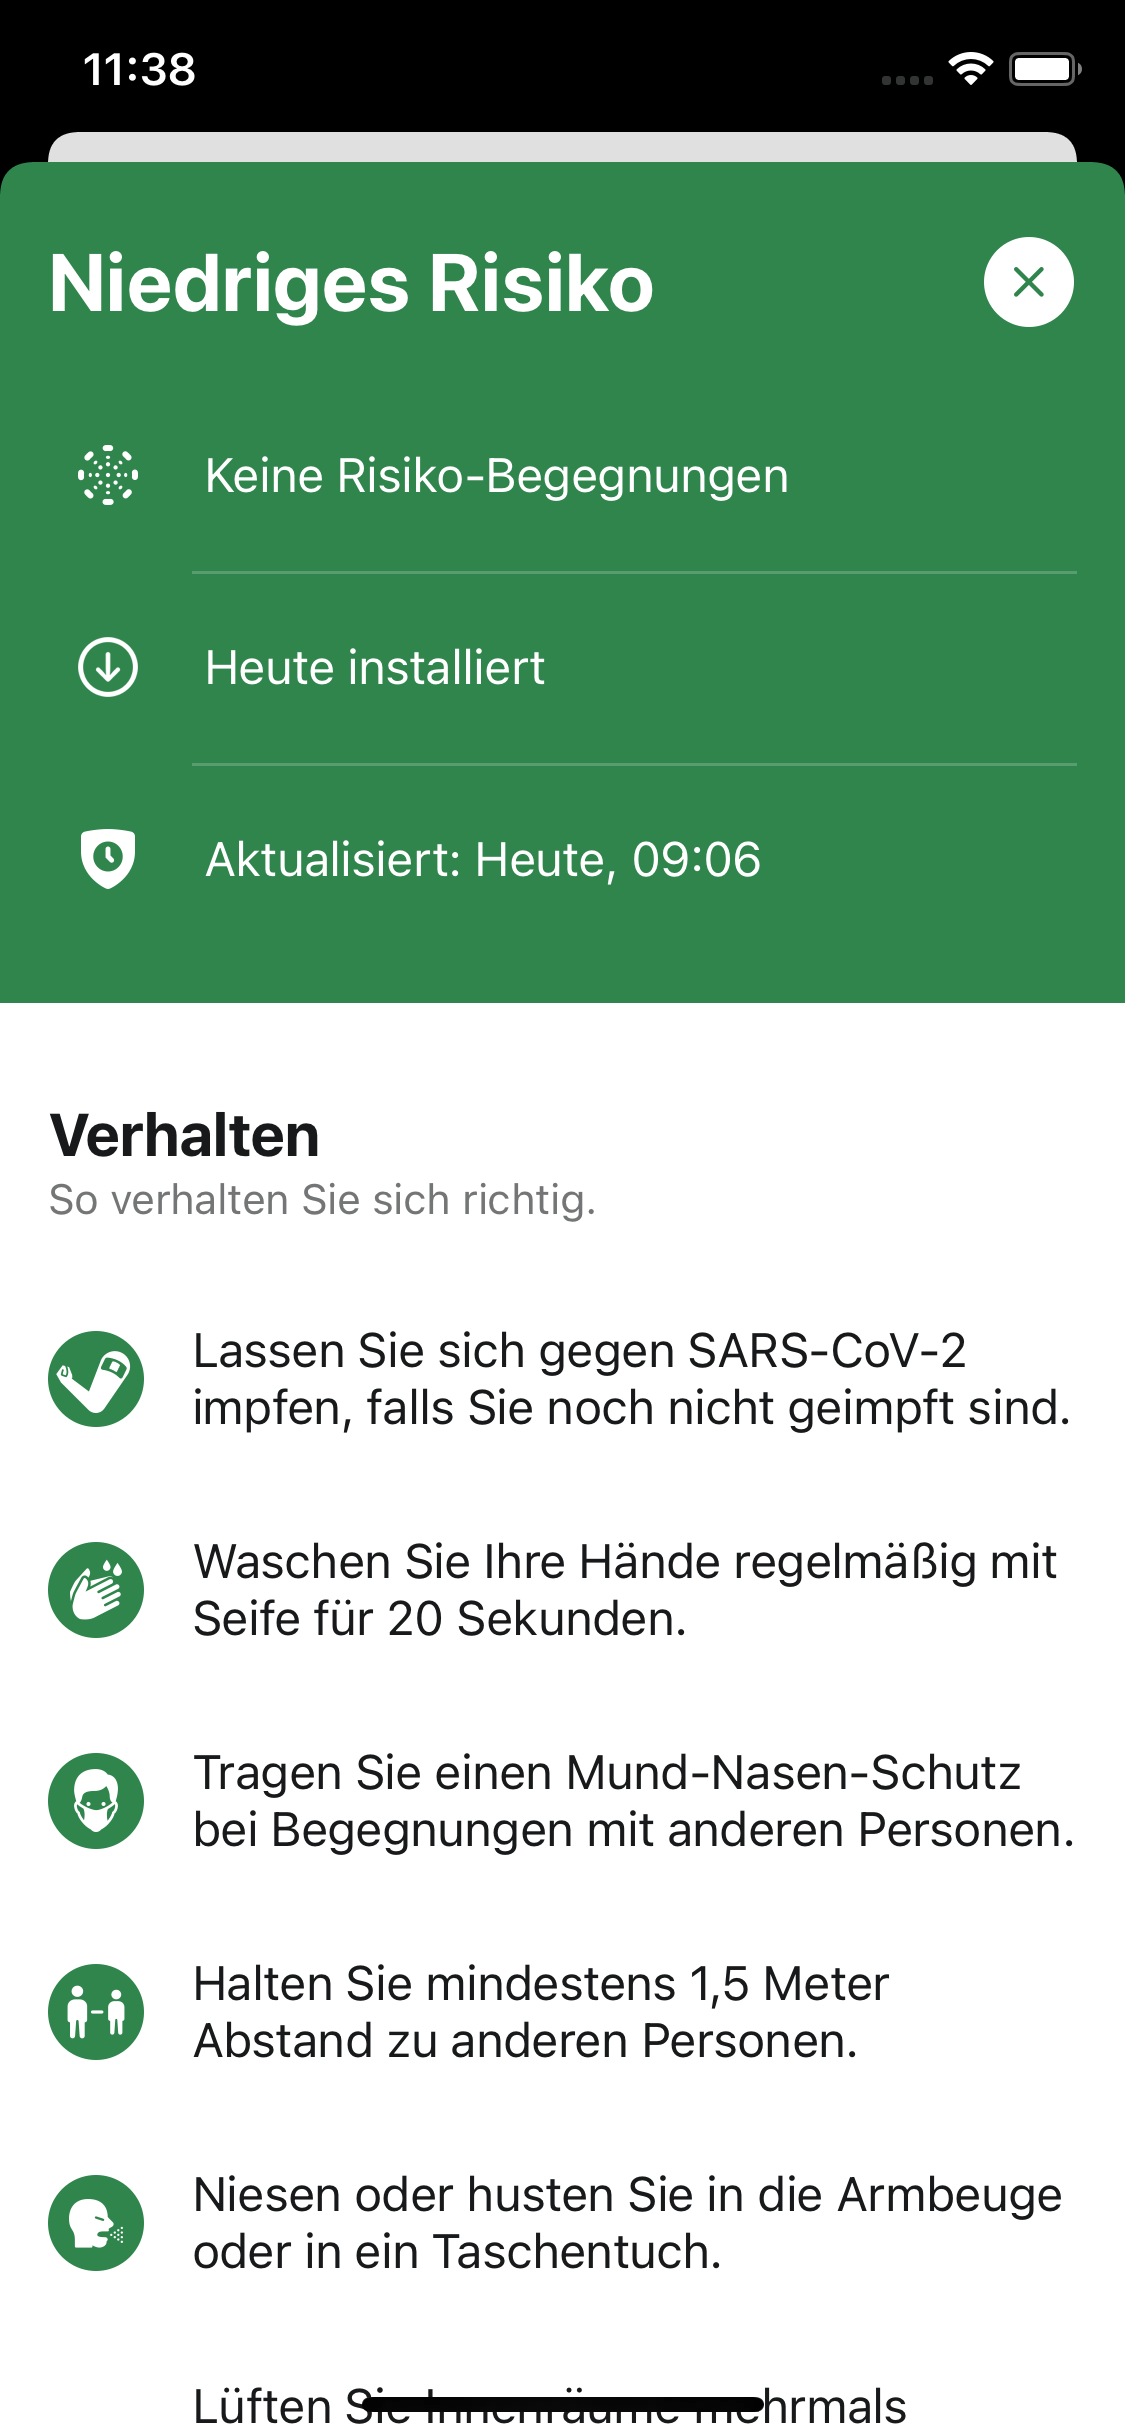 11:38
Niedriges Risiko
Keine Risiko-Begegnungen
Heute installiert
Aktualisiert: Heute, 09:06
Verhalten
So verhalten Sie sich richtig.
Lassen Sie sich gegen SARS-CoV-2
impfen, falls Sie noch nicht geimpft sind.
Waschen Sie Ihre Hände regelmäßig mit
Seife für 20 Sekunden.
Tragen Sie einen Mund-Nasen-Schutz
bei Begegnungen mit anderen Personen.
Halten Sie mindestens 1,5 Meter
Abstand zu anderen Personen.
Niesen oder husten Sie in die Armbeuge
oder in ein Taschentuch.
Lüften Sie Innenräume mehrmals